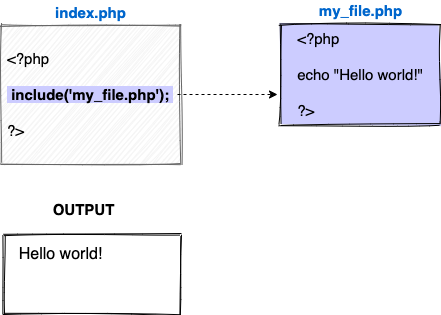 index.php
<?php
include('my_file.php');
?>
my_file.php
<?php
echo "Hello world!"
?>
OUTPUT
Hello world!